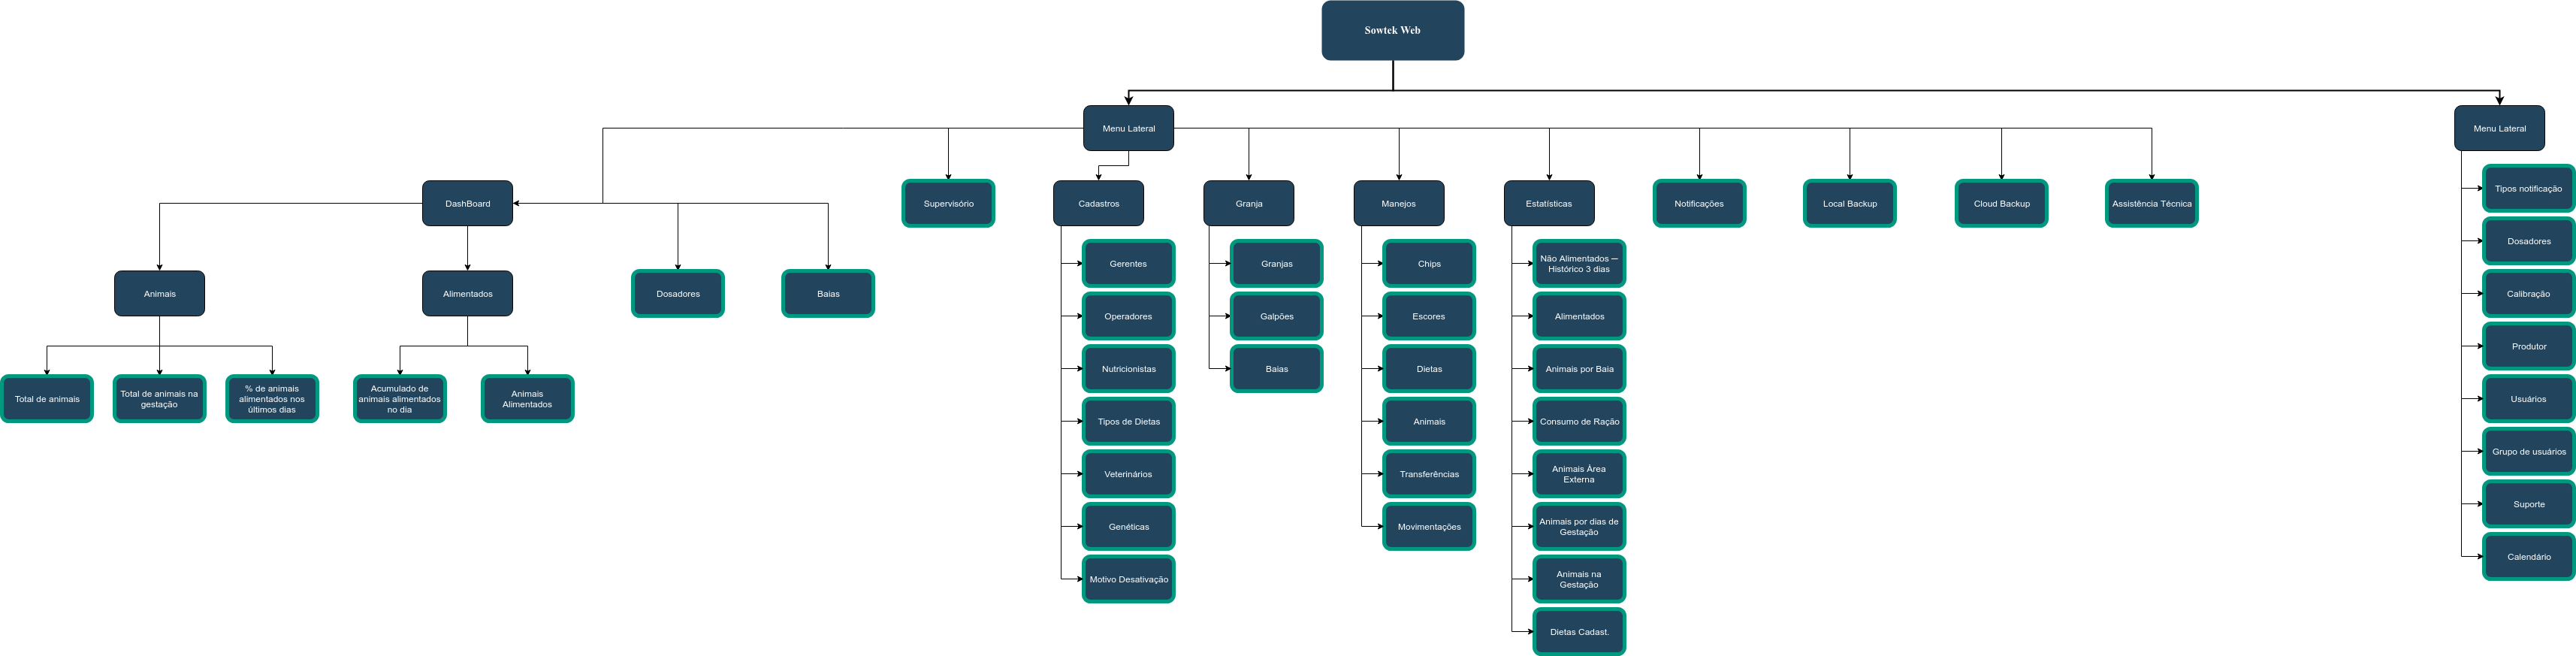 Sowtek Web
Menu Lateral
Menu Lateral
DashBoard
Supervisório
Cadastros
Granja
Manejos
Estatísticas
Notificações
Local Backup
Cloud Backup
Assistência Técnica
Animais
Alimentados
Dosadores
Baias
Total de animais
Total de animais na
gestação
% de animais
alimentados nos
últimos dias
Acumulado de
animais alimentados
no dia
Animais
Alimentados
Gerentes
Operadores
Nutricionistas
Tipos de Dietas
Veterinários
Genéticas
Motivo Desativação
Granjas
Galpões
Baias
Chips
Escores
Dietas
Animais
Transferências
Movimentações
Não Alimentados —
Histórico 3 dias
Alimentados
Animais por Baia
Consumo de Ração
Animais Área
Externa
Animais por dias de
Gestação
Animais na
Gestação
Dietas Cadast.
Tipos notificação
Dosadores
Calibração
Produtor
Usuários
Grupo de usuários
Suporte
Calendário